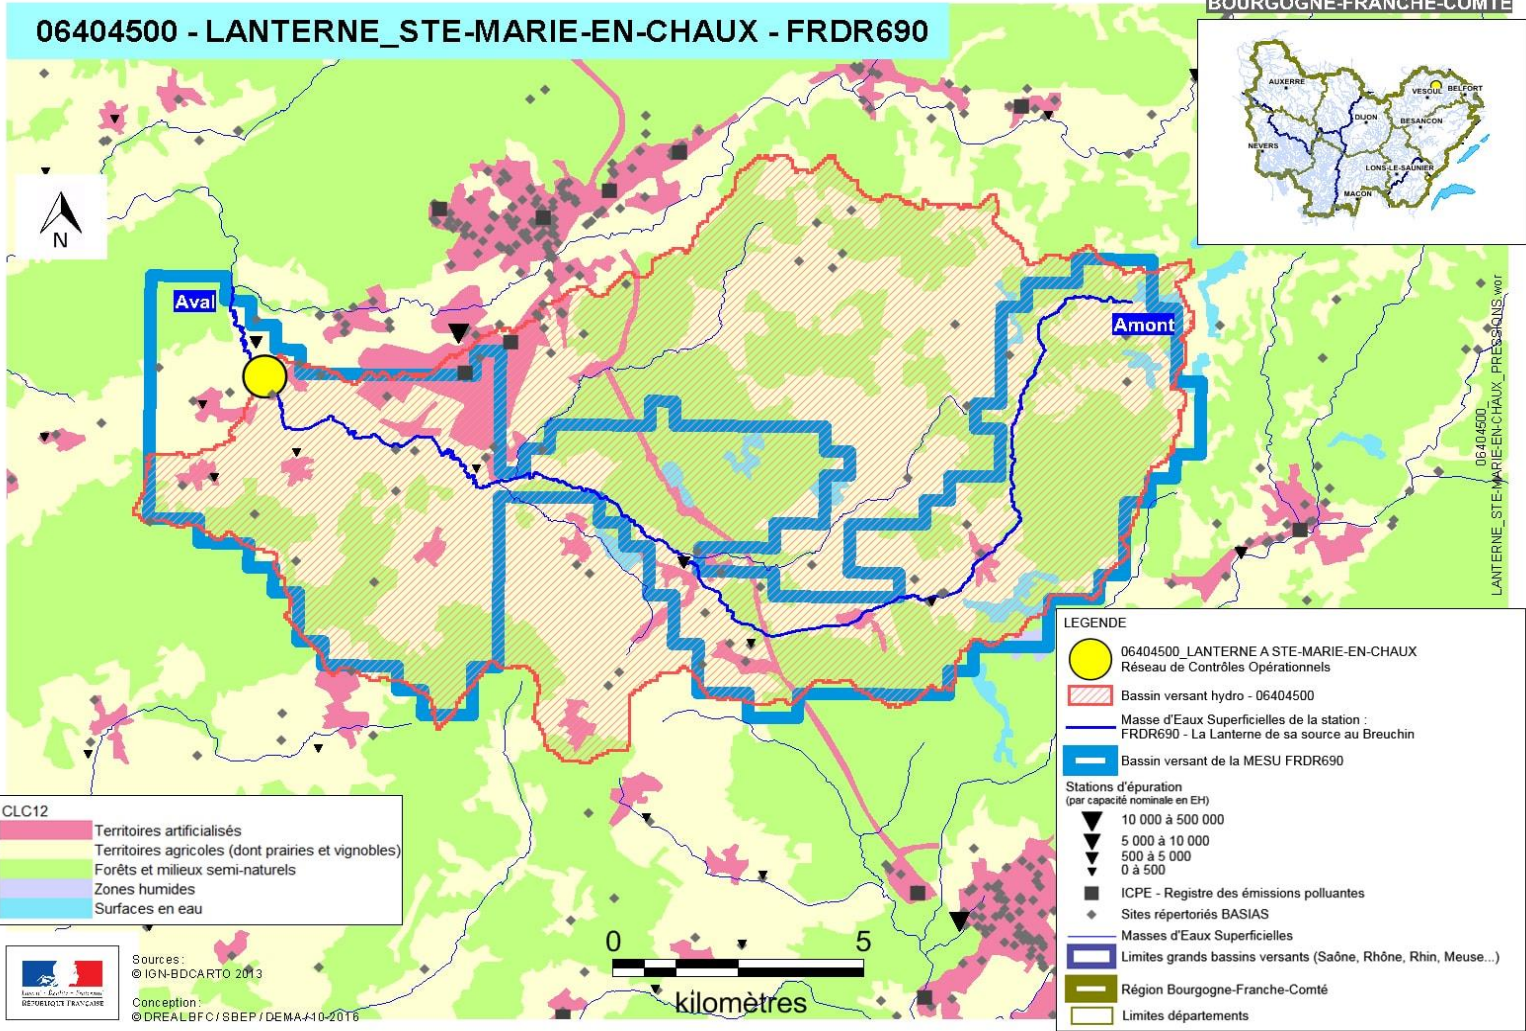 06404500 - LANTERNE_STE-MARIE-EN-CHAUX - FRDR690
BOURGOGNE-FRANCHE-COMTE
AUXERRE
VESOUL
BELFORT
DIJON
BESANCON
NEVERS
LONS-LE-SAUNIER
MACON
N
Aval
Amont
06404500_
LANTERNE_STE-MARIE-EN-CHAUX_PRESSIONS.wor
LEGENDE
06404500_LANTERNE A STE-MARIE-EN-CHAUX
Réseau de Contrôles Opérationnels
Bassin versant hydro - 06404500
Masse d'Eaux Superficielles de la station :
FRDR690 - La Lanterne de sa source au Breuchin
Bassin versant de la MESU FRDR690
Stations d'épuration
(par capacité nominale en EH)
10 000 à 500 000
5 000 à 10 000
500 à 5 000
0 à 500
ICPE - Registre des émissions polluantes
Sites répertoriés BASIAS
Masses d'Eaux Superficielles
Limites grands bassins versants (Saône, Rhône, Rhin, Meuse...)
Région Bourgogne-Franche-Comté
Limites départements
CLC12
Territoires artificialisés
Territoires agricoles (dont prairies et vignobles)
Forêts et milieux semi-naturels
Zones humides
Surfaces en eau
Liberté • Égalité • Fraternité
RÉPUBLIQUE FRANÇAISE
Sources :
© IGN-BDCARTO 2013
Conception :
© DREAL BFC / SBEP / DEMA / 10-2016
0 5
kilomètres